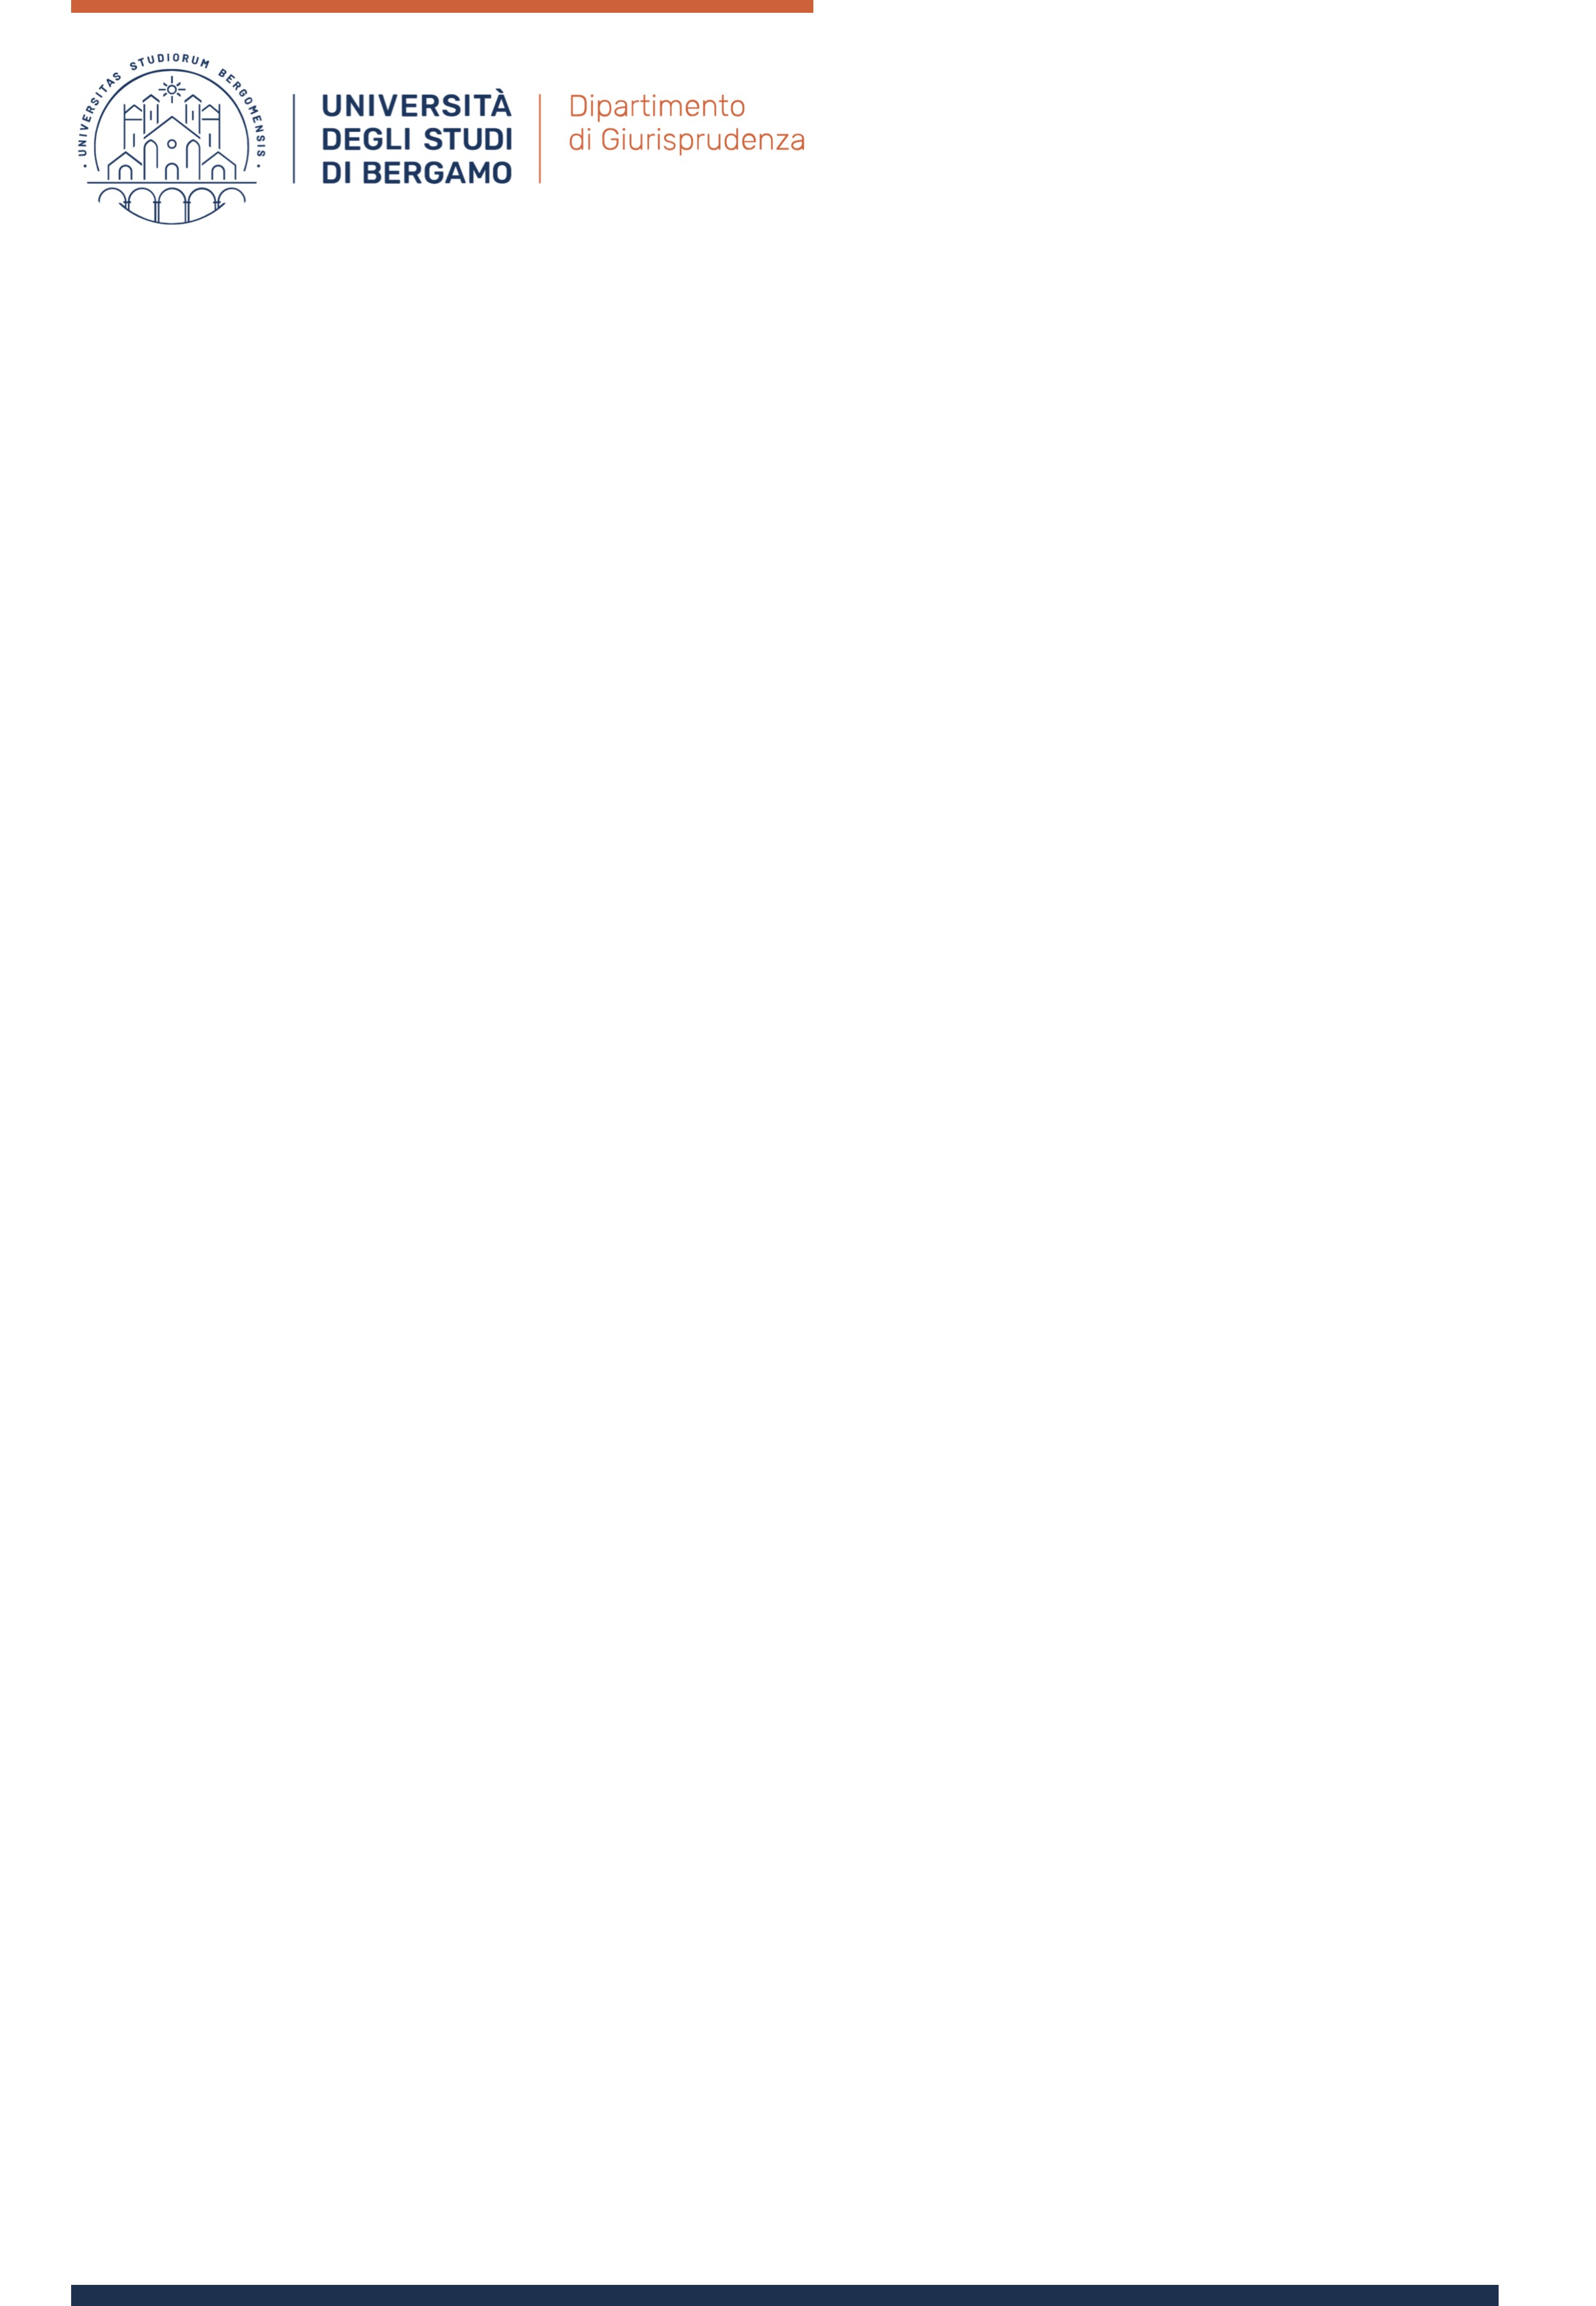 • UNIVERSITAS STUDIORUM BERGOMENSIS •
UNIVERSITÀ
DEGLI STUDI
DI BERGAMO
Dipartimento
di Giurisprudenza